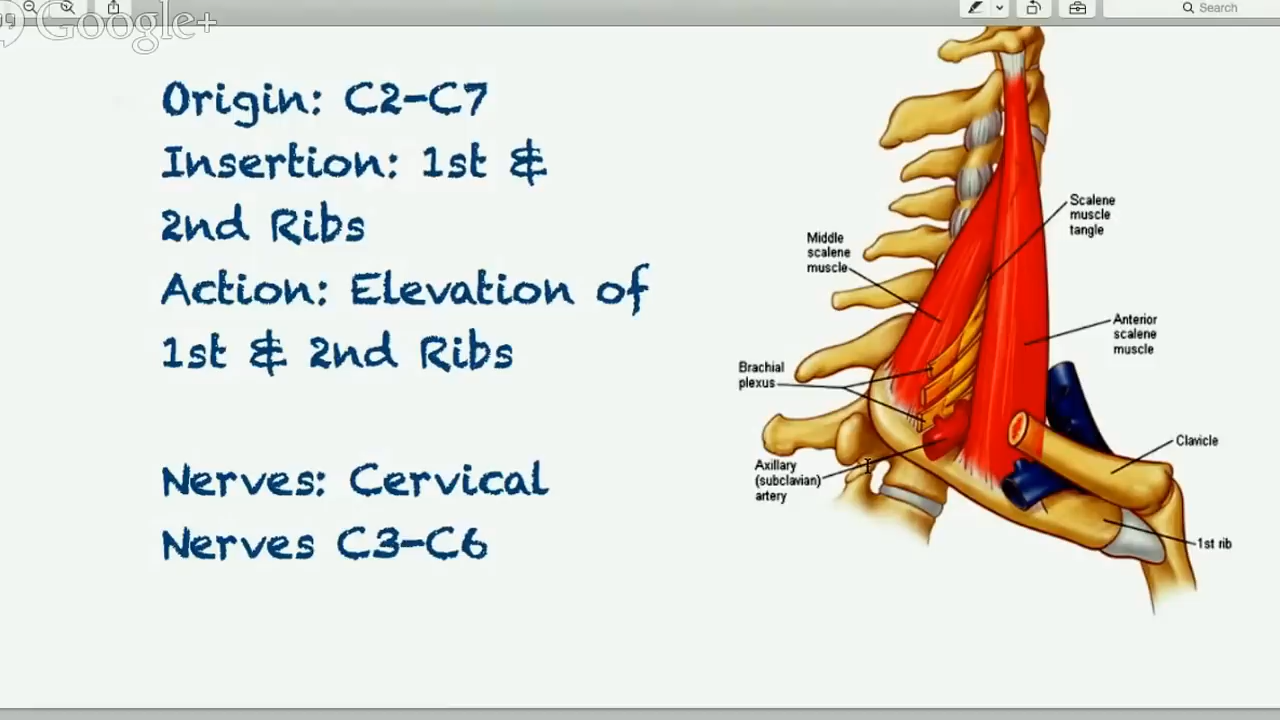 Google+
Search
Origin: C2-C7
Insertion: 1st &
2nd Ribs
Action: Elevation of
1st & 2nd Ribs
Nerves: Cervical
Nerves C3-C6
Scalene
muscle
tangle
Middle
scalene
muscle
Anterior
scalene
muscle
Brachial
plexus
Clavicle
Axillary
(subclavian)
artery
1st rib